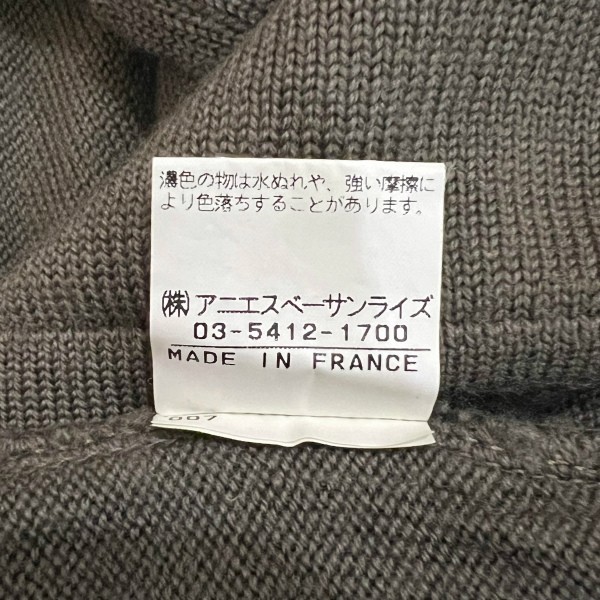 濃色の物は水ぬれや、強い摩擦に
より色落ちすることがあります。
(株)アニエスベーサンライズ
03-5412-1700
MADE IN FRANCE
007